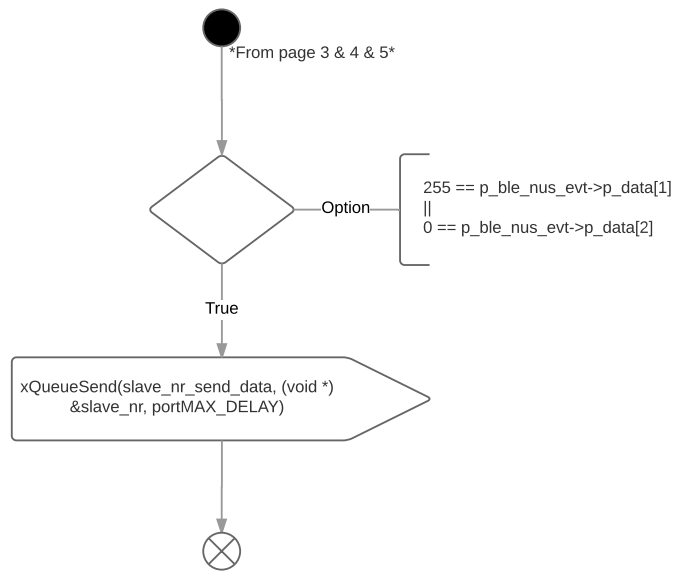 *From page 3 & 4 & 5*
Option
255 == p_ble_nus_evt->p_data[1]
||
0 == p_ble_nus_evt->p_data[2]
True
xQueueSend(slave_nr_send_data, (void *)
&slave_nr, portMAX_DELAY)